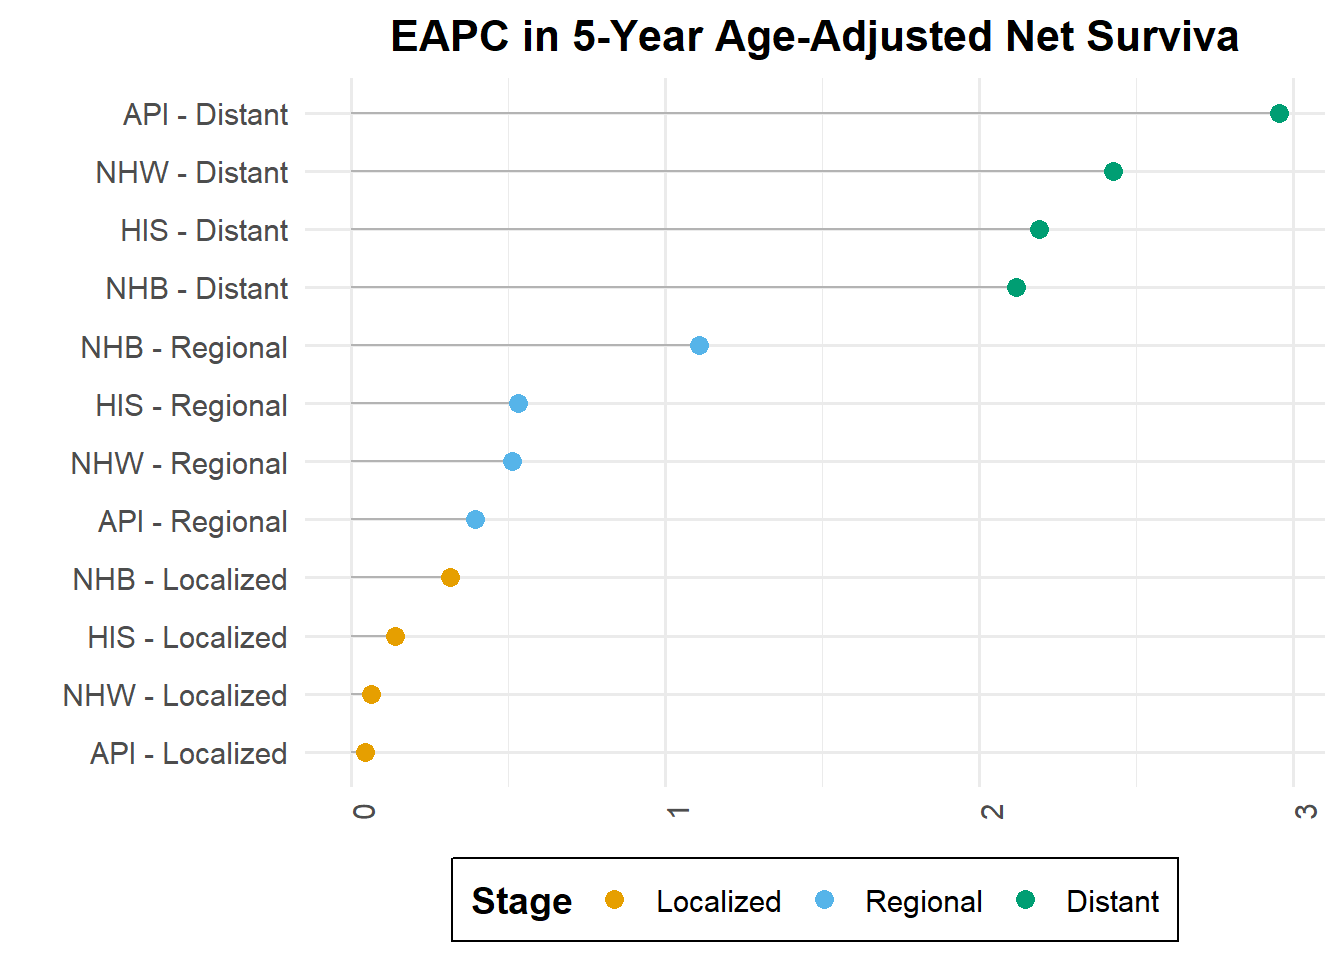 EAPC in 5-Year Age-Adjusted Net Surviva
API - Distant
NHW - Distant
HIS - Distant
NHB - Distant
NHB - Regional
HIS - Regional
NHW - Regional
API - Regional
NHB - Localized
HIS - Localized
NHW - Localized
API - Localized
0 1 2 3
Stage Localized Regional Distant